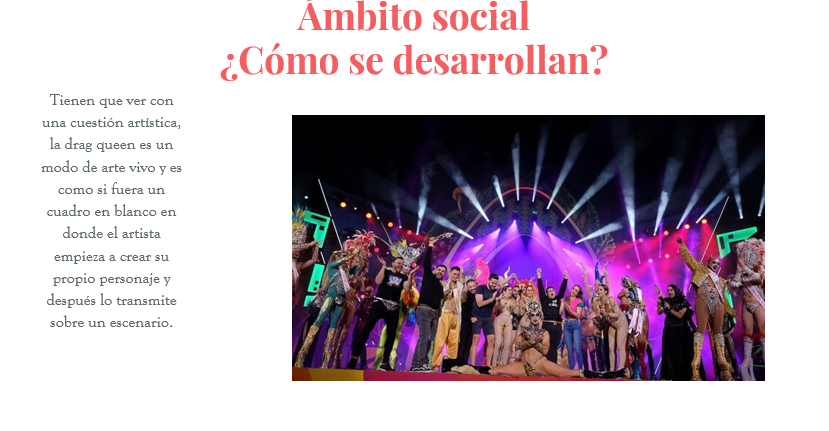 Ámbito social
¿Cómo se desarrollan?
Tienen que ver con
una cuestión artística,
la drag queen es un
modo de arte vivo y es
como si fuera un
cuadro en blanco en
donde el artista
empieza a crear su
propio personaje y
después lo transmite
sobre un escenario.